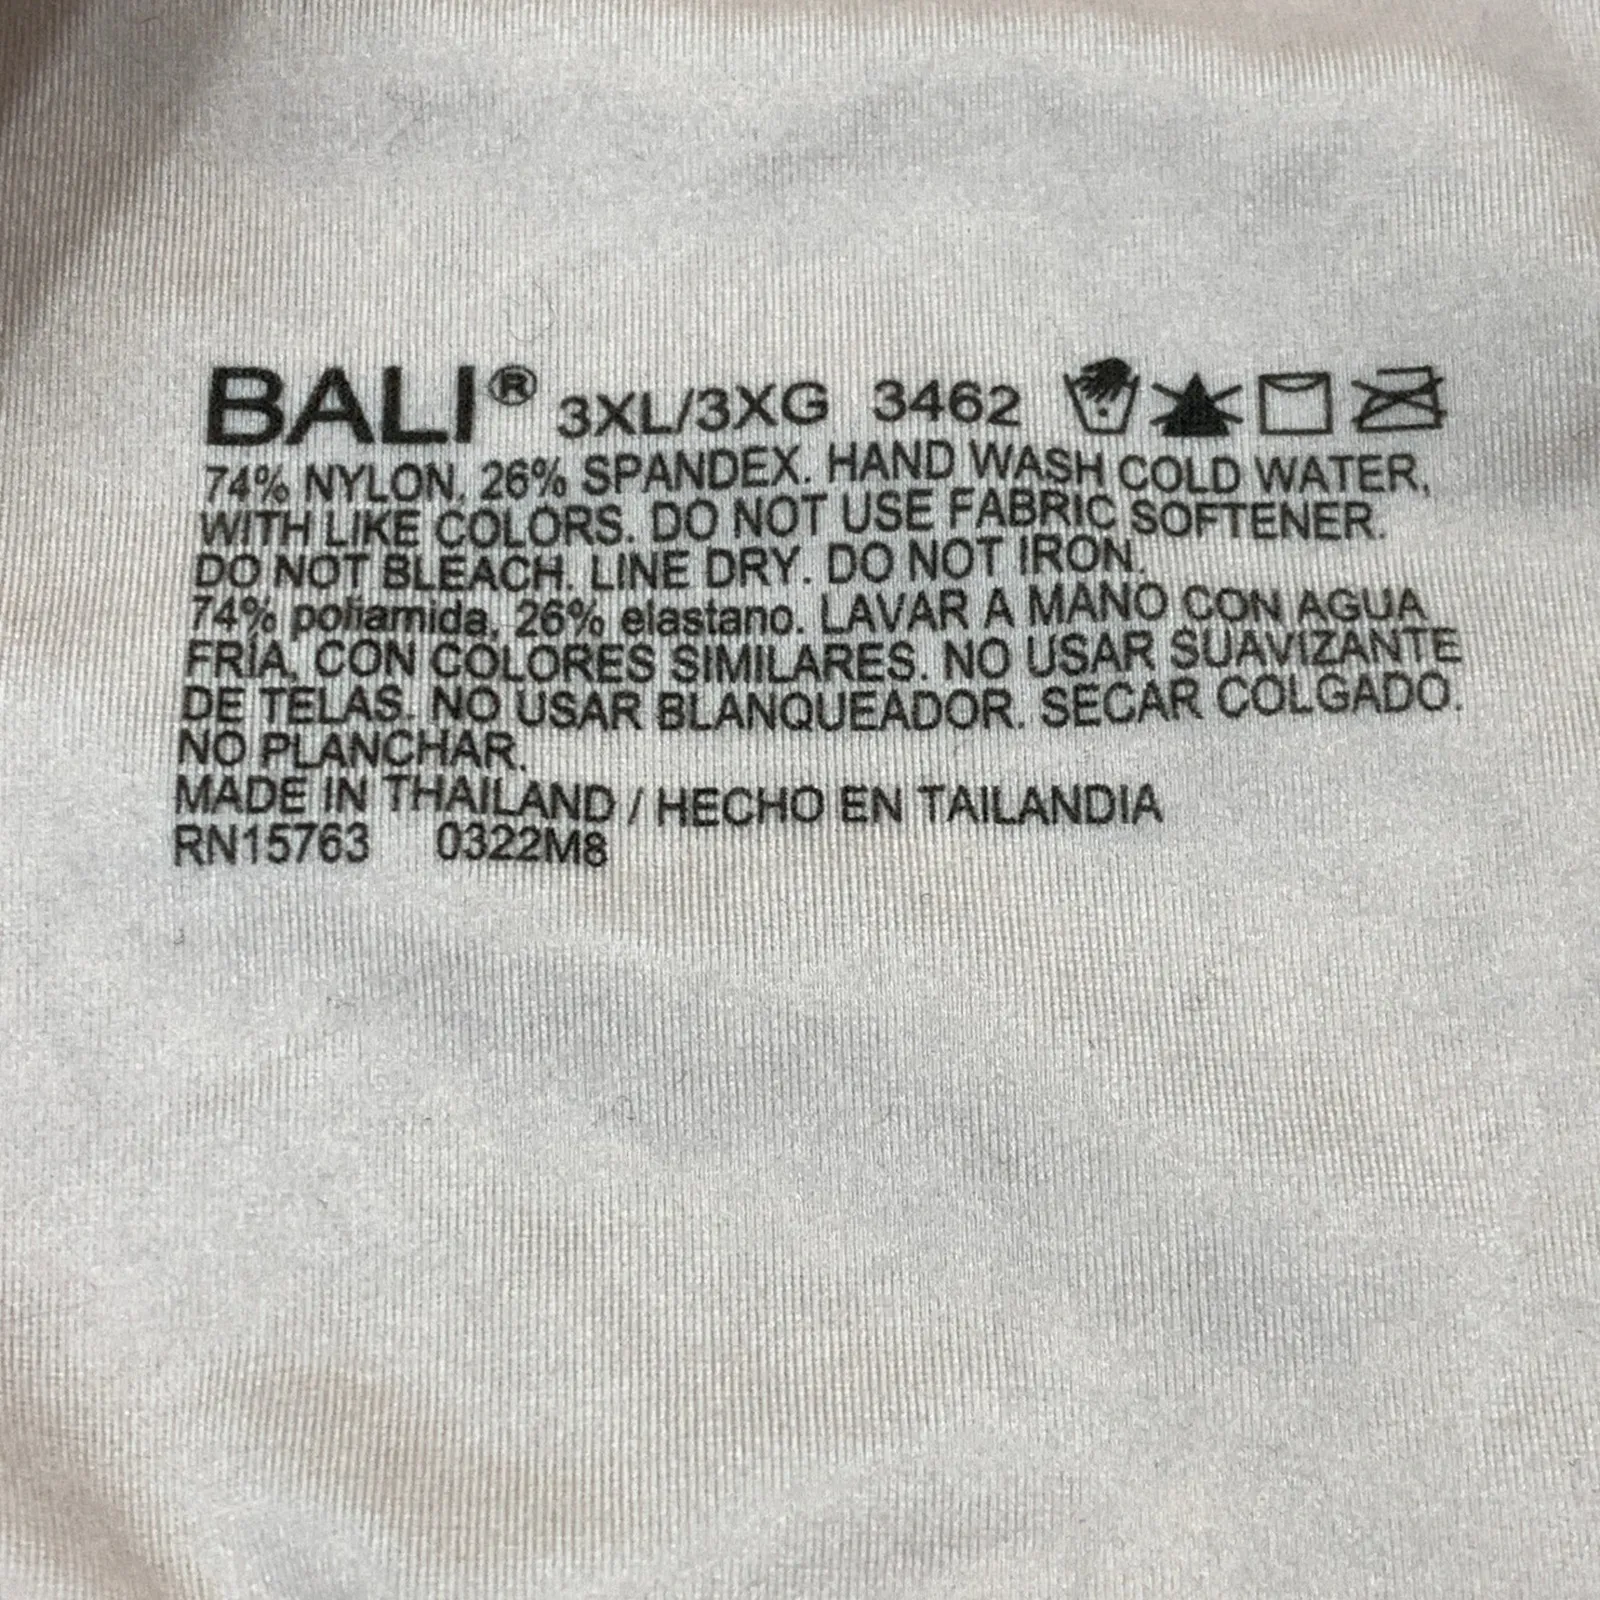 BALI® 3XL/3XG 3462
74% NYLON, 26% SPANDEX. HAND WASH COLD WATER,
WITH LIKE COLORS. DO NOT USE FABRIC SOFTENER.
DO NOT BLEACH. LINE DRY. DO NOT IRON.
74% poliamida, 26% elastano. LAVAR A MANO CON AGUA
FRÍA, CON COLORES SIMILARES. NO USAR SUAVIZANTE
DE TELAS. NO USAR BLANQUEADOR. SECAR COLGADO.
NO PLANCHAR.
MADE IN THAILAND / HECHO EN TAILANDIA
RN15763 0322M8